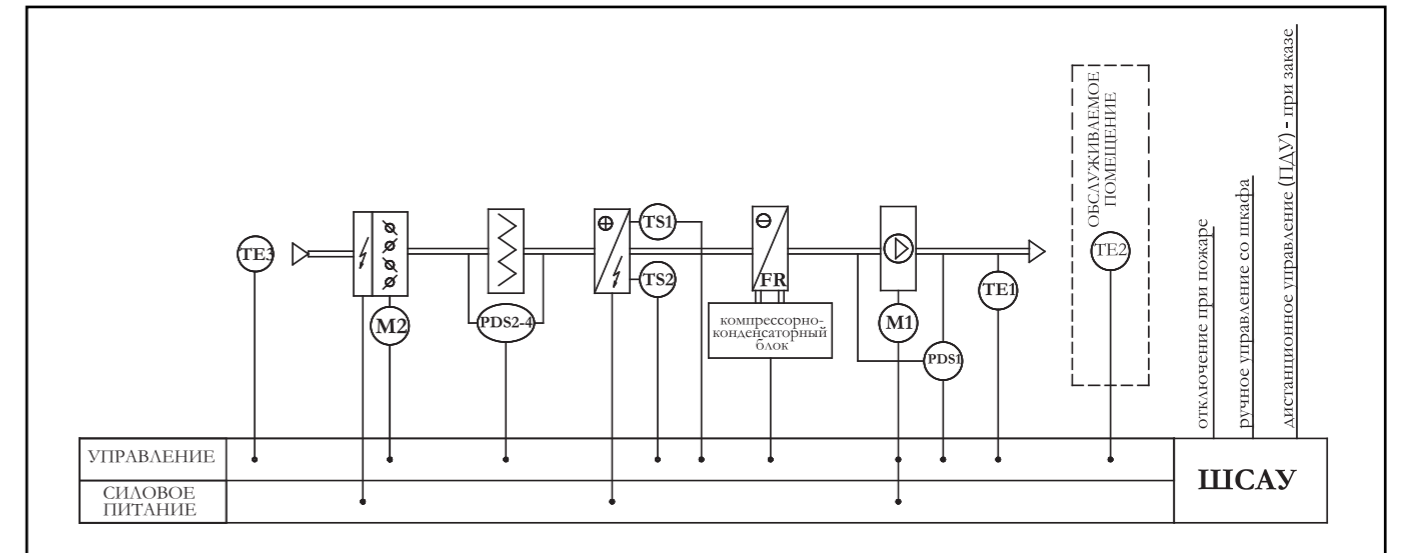 ОБСЛУЖИВАЕМОЕ
ПОМЕЩЕНИЕ
отключение при пожаре
ручное управление со шкафа
дистанционное управление (ПДУ) - при заказе
TE3
M2
PDS2-4
TS1
TS2
FR
компрессорно-
конденсаторный
блок
M1
PDS1
TE1
TE2
УПРАВЛЕНИЕ
СИЛОВОЕ
ПИТАНИЕ
ШСАУ